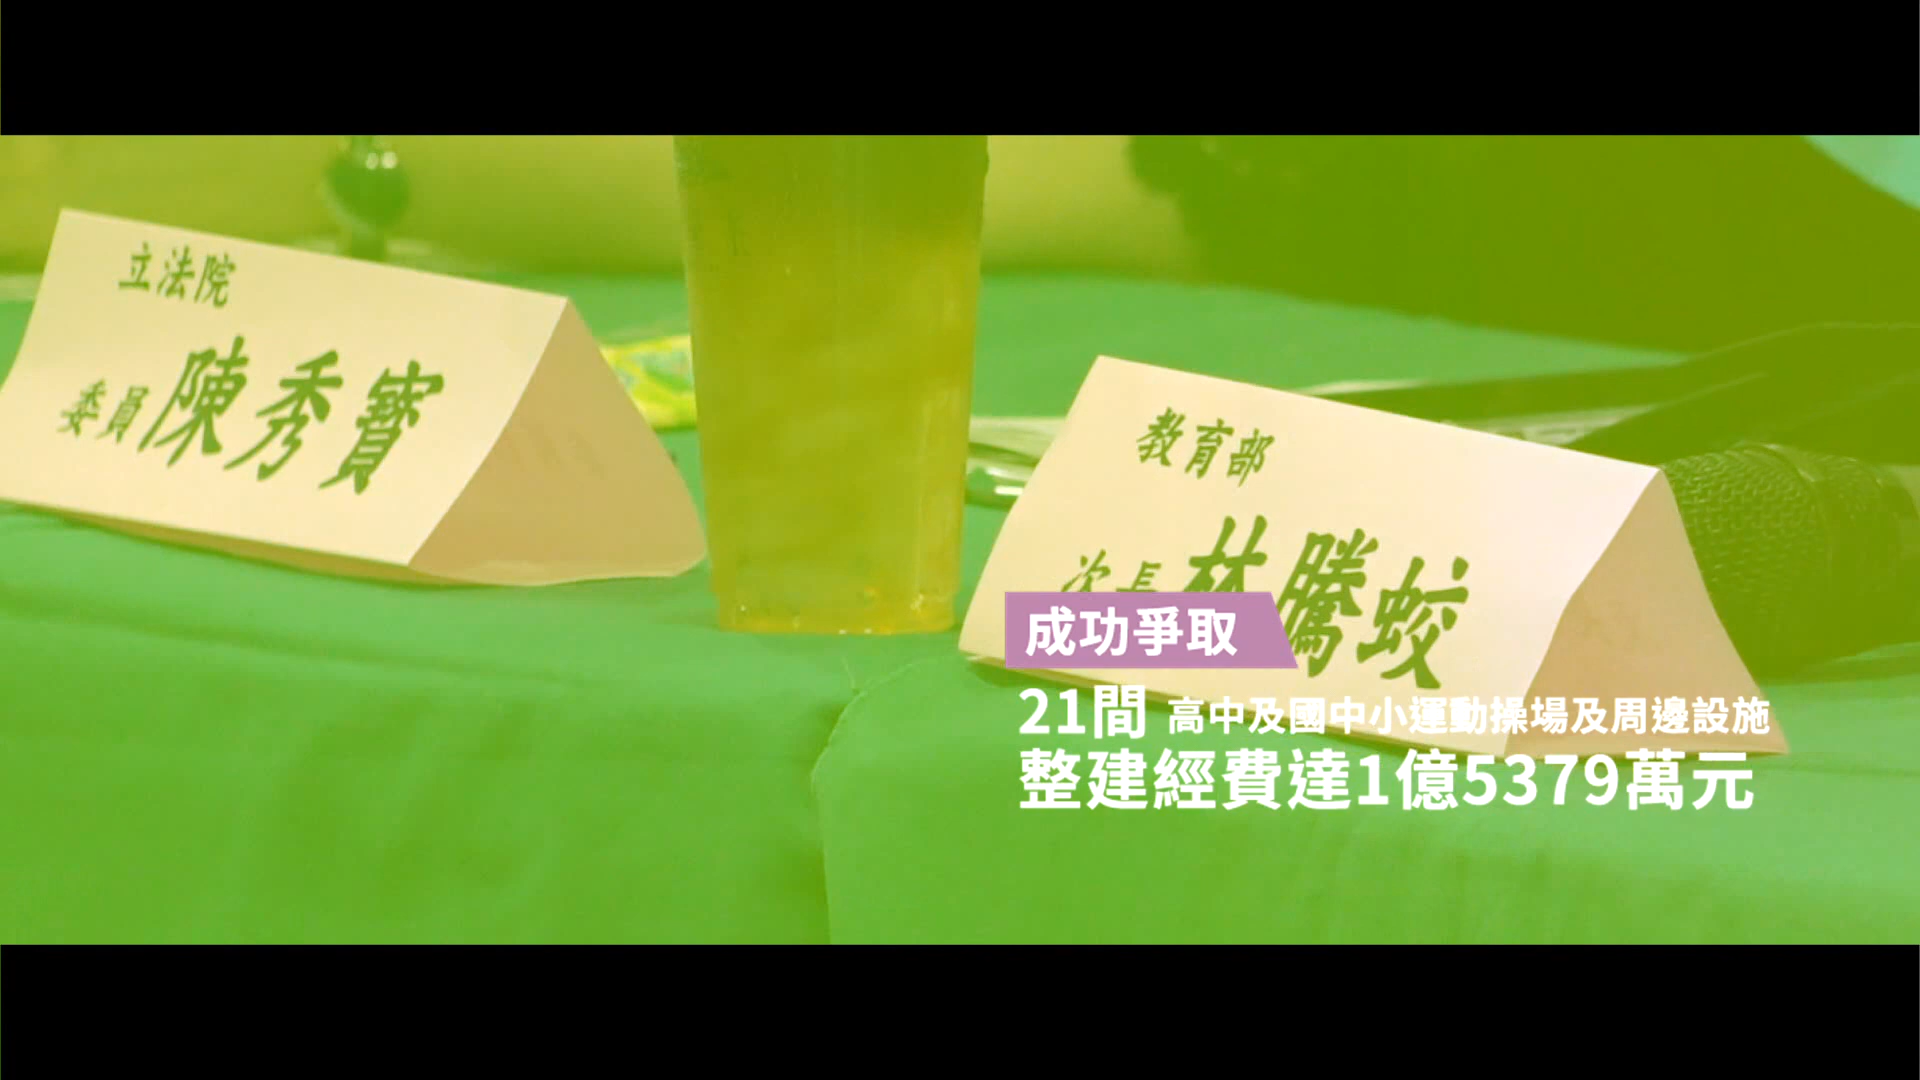 立法院
委員陳秀寳
教育部
次長林騰蛟
成功爭取
21間 高中及國中小運動操場及周邊設施
整建經費達1億5379萬元